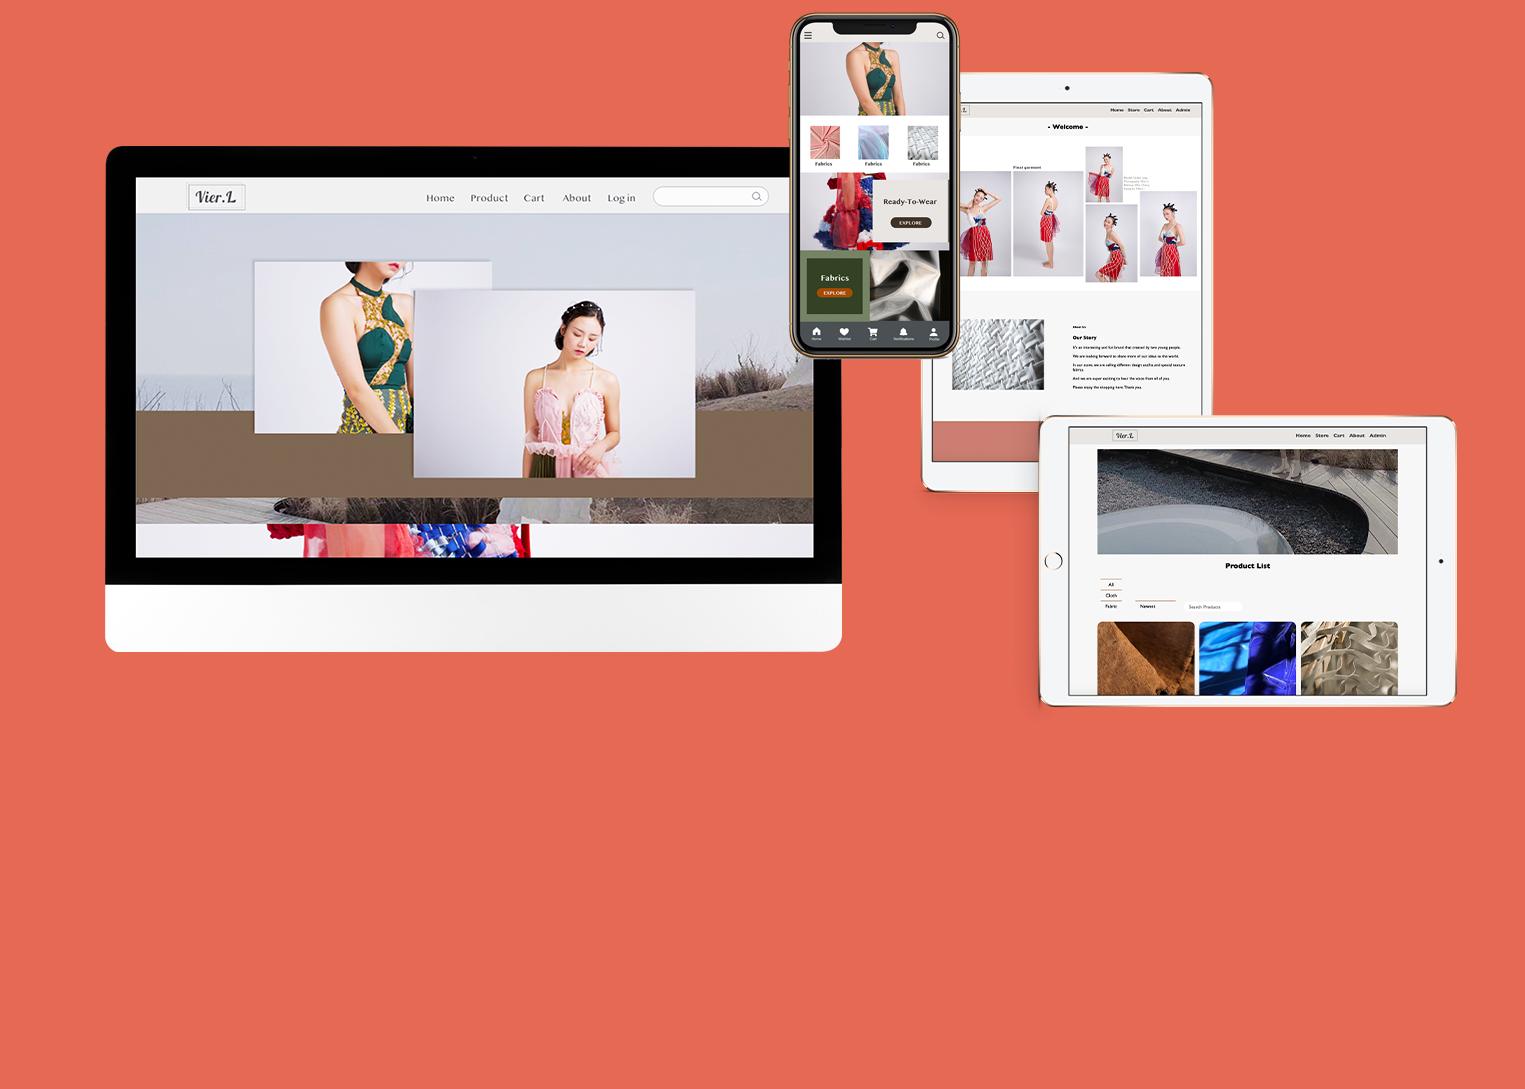 Vier.L
Home Product Cart About Log in
Fabrics Fabrics Fabrics
Ready-To-Wear
EXPLORE
Fabrics
EXPLORE
Home Wishlist Cart Notifications Profile
Home Store Cart About Admin
- Welcome -
Final garment
About Us
Our Story
It's an interesting and fun brand that created by two young people.
We are looking forward to share more of our ideas to the world.
In our store, we are selling different design outfits and special texture
fabrics.
And we are super exciting to hear the voice from all of you.
Please enjoy the shopping here. Thank you.
Vier.L
Home Store Cart About Admin
Product List
All
Cloth
Fabric Newest Search Products